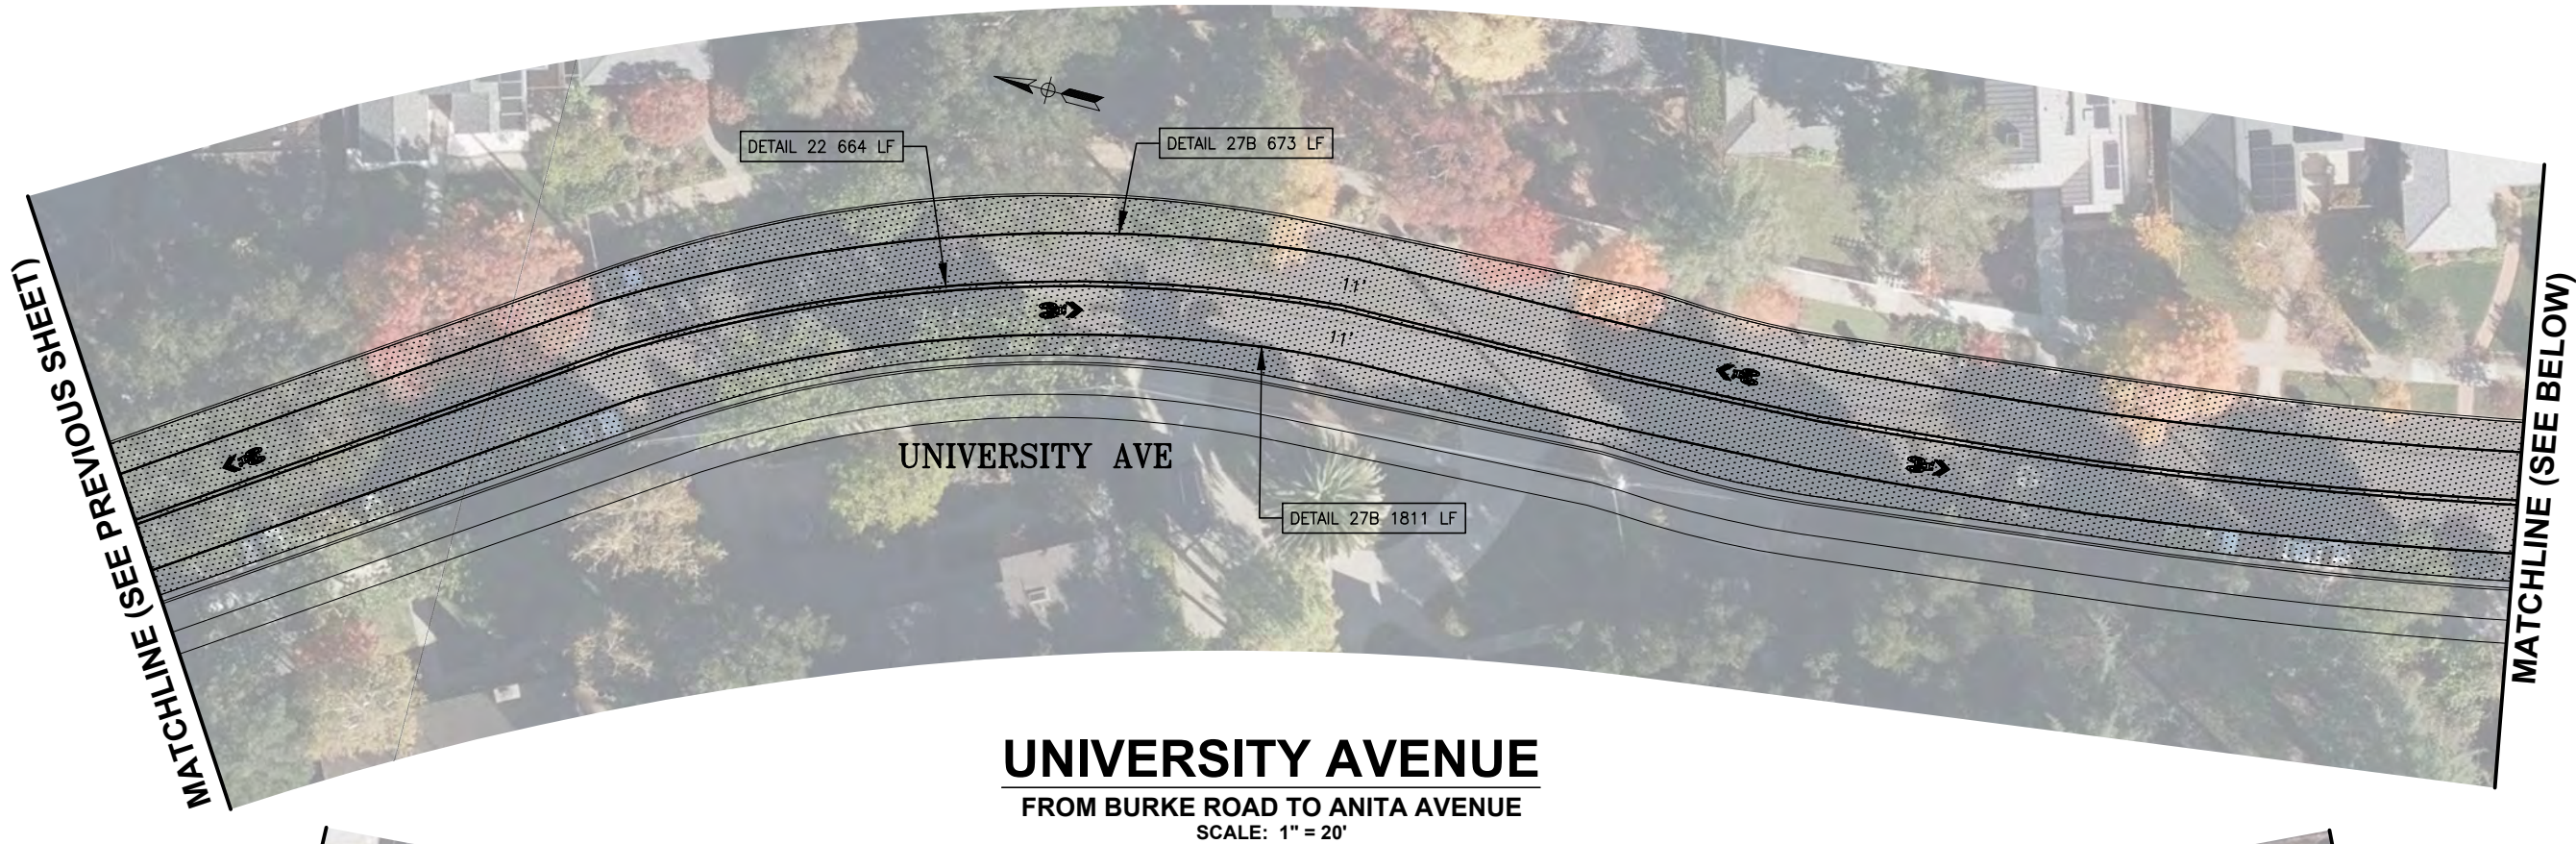 DETAIL 22 664 LF
DETAIL 27B 673 LF
MATCHLINE (SEE PREVIOUS SHEET)
11'
11'
MATCHLINE (SEE BELOW)
UNIVERSITY AVE
DETAIL 27B 1811 LF
UNIVERSITY AVENUE
FROM BURKE ROAD TO ANITA AVENUE
SCALE: 1" = 20'